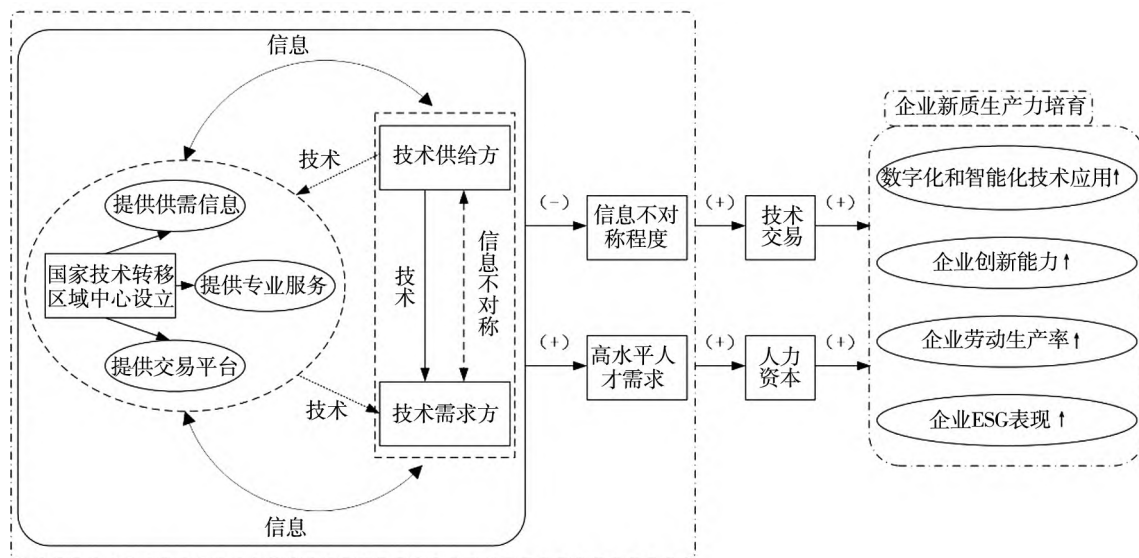 信息
技术供给方
技术
提供供需信息
国家技术转移
区域中心设立
提供专业服务
提供交易平台
技术
信息不对称
技术
技术需求方
信息
（-）
信息不对
称程度
（+）
技术
交易
（+）
（+）
高水平人
才需求
（+）
人力
资本
（+）
企业新质生产力培育
数字化和智能化技术应用↑
企业创新能力↑
企业劳动生产率↑
企业ESG表现↑